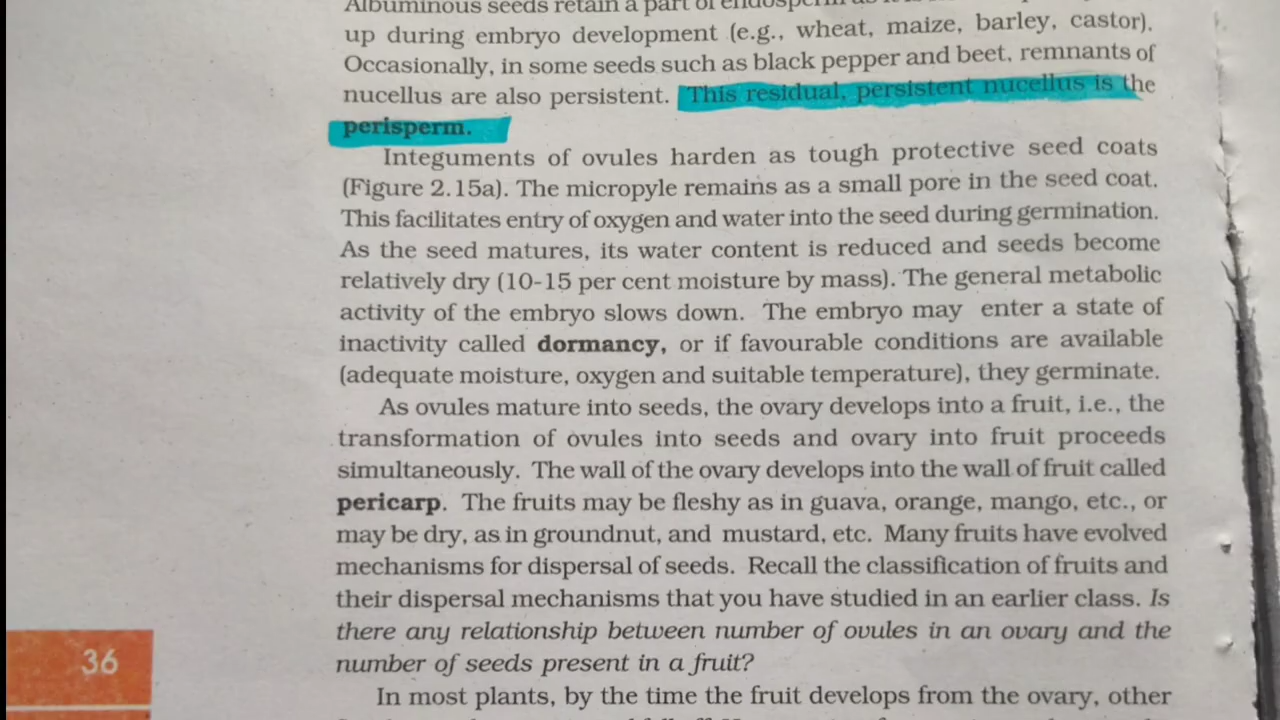 Albuminous seeds retain a part of endosperm as it is
up during embryo development (e.g., wheat, maize, barley, castor).
Occasionally, in some seeds such as black pepper and beet, remnants of
nucellus are also persistent. This residual, persistent nucellus is the
perisperm.
Integuments of ovules harden as tough protective seed coats
(Figure 2.15a). The micropyle remains as a small pore in the seed coat.
This facilitates entry of oxygen and water into the seed during germination.
As the seed matures, its water content is reduced and seeds become
relatively dry (10-15 per cent moisture by mass). The general metabolic
activity of the embryo slows down. The embryo may enter a state of
inactivity called dormancy, or if favourable conditions are available
(adequate moisture, oxygen and suitable temperature), they germinate.
As ovules mature into seeds, the ovary develops into a fruit, i.e., the
transformation of ovules into seeds and ovary into fruit proceeds
simultaneously. The wall of the ovary develops into the wall of fruit called
pericarp. The fruits may be fleshy as in guava, orange, mango, etc., or
may be dry, as in groundnut, and mustard, etc. Many fruits have evolved
mechanisms for dispersal of seeds. Recall the classification of fruits and
their dispersal mechanisms that you have studied in an earlier class. Is
there any relationship between number of ovules in an ovary and the
number of seeds present in a fruit?
36
In most plants, by the time the fruit develops from the ovary, other